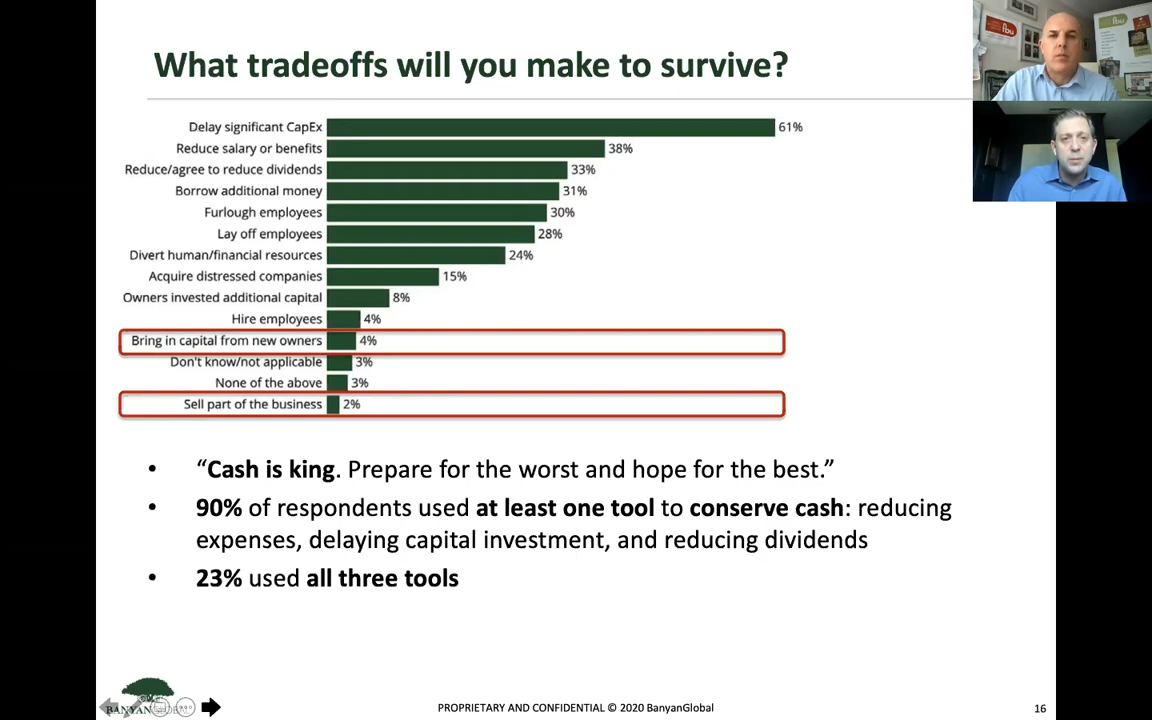 What tradeoffs will you make to survive?
Delay significant CapEx 61%
Reduce salary or benefits 38%
Reduce/agree to reduce dividends 33%
Borrow additional money 31%
Furlough employees 30%
Lay off employees 28%
Divert human/financial resources 24%
Acquire distressed companies 15%
Owners invested additional capital 8%
Hire employees 4%
Bring in capital from new owners 4%
Don't know/not applicable 3%
None of the above 3%
Sell part of the business 2%
• “Cash is king. Prepare for the worst and hope for the best.”
• 90% of respondents used at least one tool to conserve cash: reducing
expenses, delaying capital investment, and reducing dividends
• 23% used all three tools
PROPRIETARY AND CONFIDENTIAL © 2020 BanyanGlobal
16
fbu
fbu